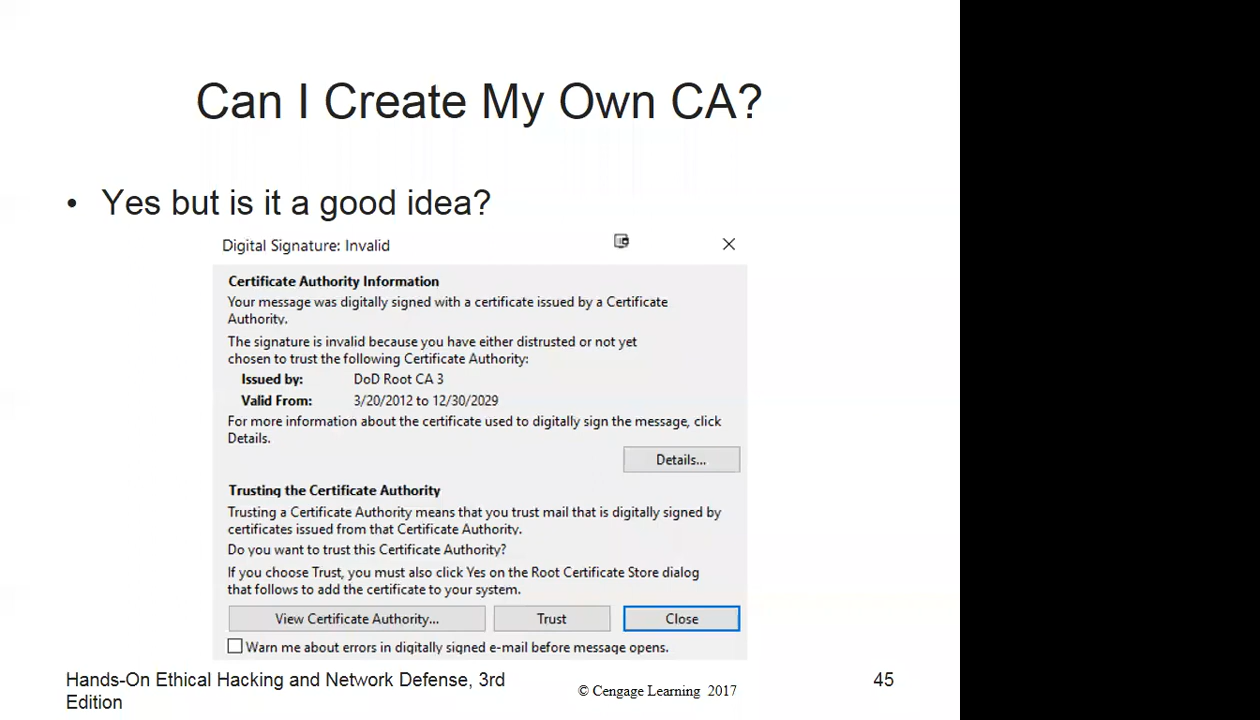 Can I Create My Own CA?
• Yes but is it a good idea?
Digital Signature: Invalid
Certificate Authority Information
Your message was digitally signed with a certificate issued by a Certificate
Authority.
The signature is invalid because you have either distrusted or not yet
chosen to trust the following Certificate Authority:
Issued by: DoD Root CA 3
Valid From: 3/20/2012 to 12/30/2029
For more information about the certificate used to digitally sign the message, click
Details.
Details...
Trusting the Certificate Authority
Trusting a Certificate Authority means that you trust mail that is digitally signed by
certificates issued from that Certificate Authority.
Do you want to trust this Certificate Authority?
If you choose Trust, you must also click Yes on the Root Certificate Store dialog
that follows to add the certificate to your system.
View Certificate Authority... Trust Close
Warn me about errors in digitally signed e-mail before message opens.
Hands-On Ethical Hacking and Network Defense, 3rd
Edition
© Cengage Learning 2017
45